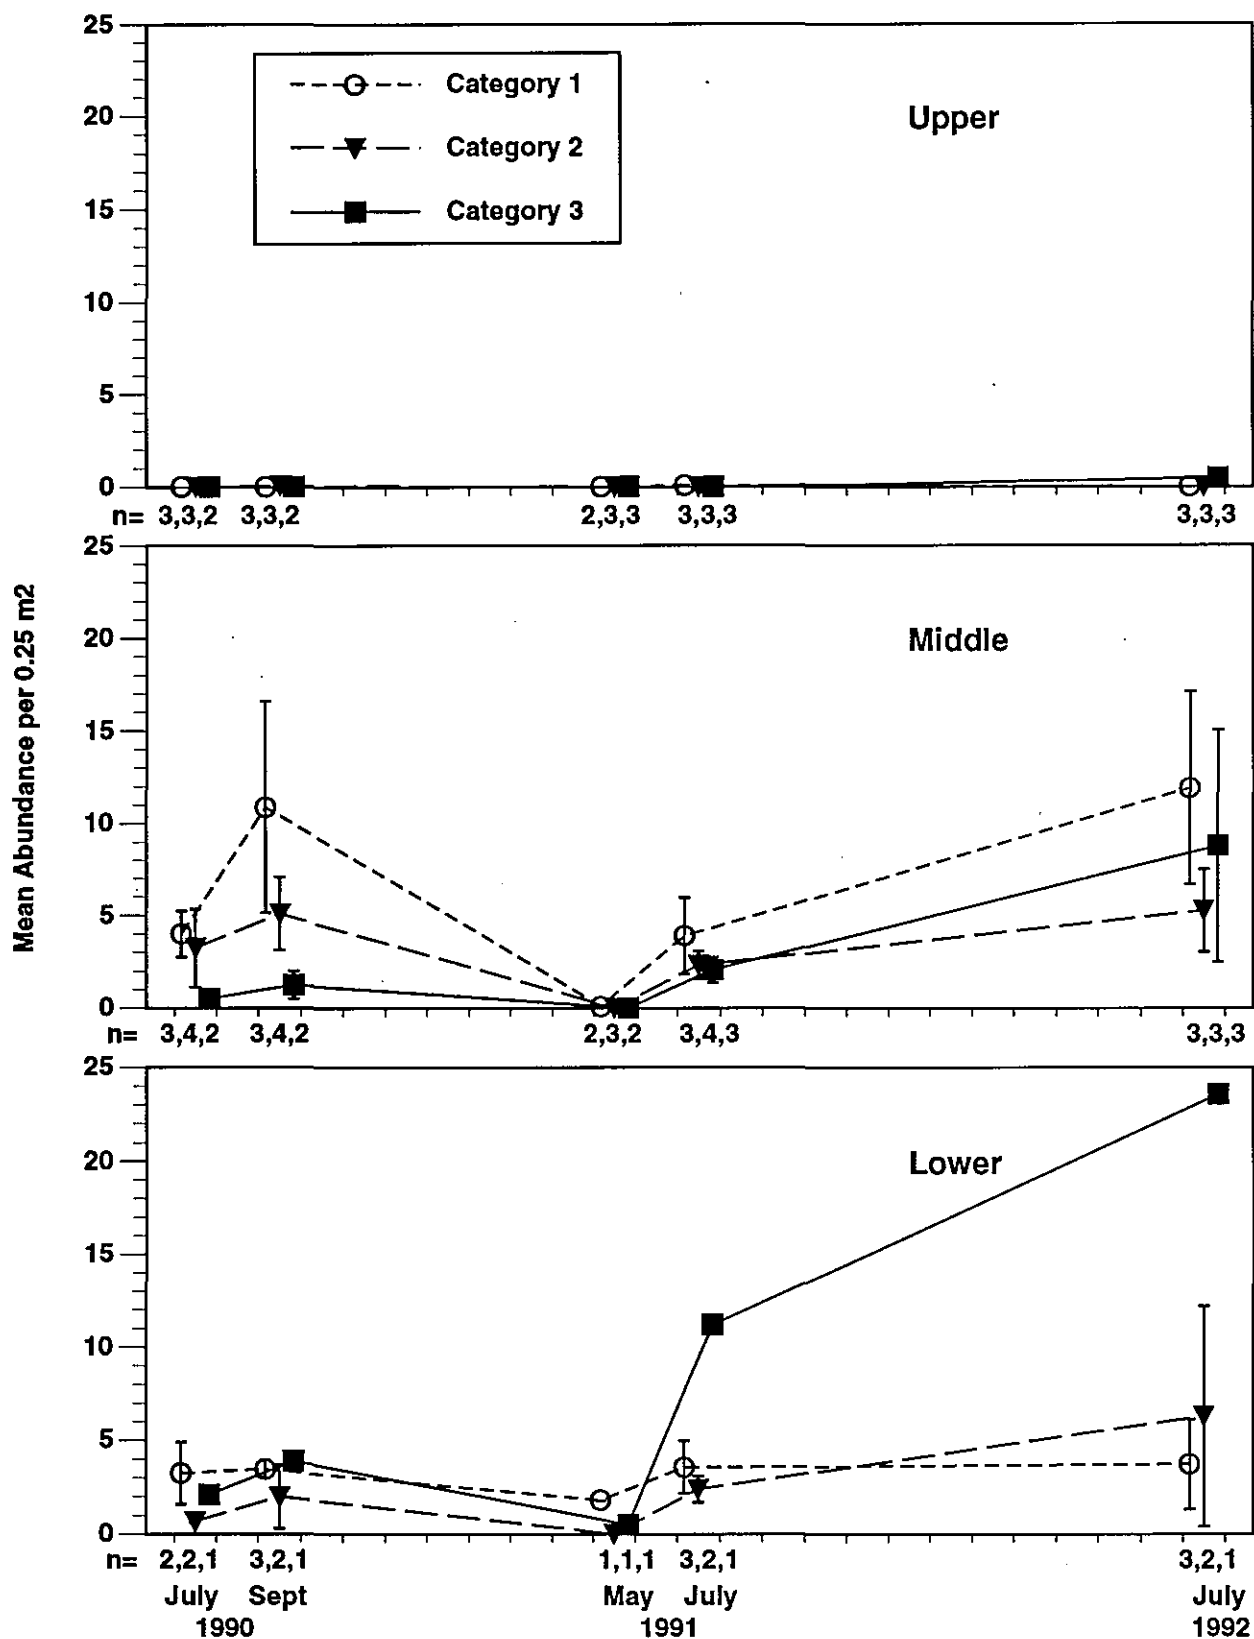 Mean Abundance per 0.25 m2
25
20
15
10
5
0
Category 1
Category 2
Category 3
Upper
n= 3,3,2 3,3,2 2,3,3 3,3,3 3,3,3
25
20
15
10
5
0
Middle
n= 3,4,2 3,4,2 2,3,2 3,4,3 3,3,3
25
20
15
10
5
0
Lower
n= 2,2,1 3,2,1 1,1,1 3,2,1 3,2,1
July Sept May July July
1990 1991 1992